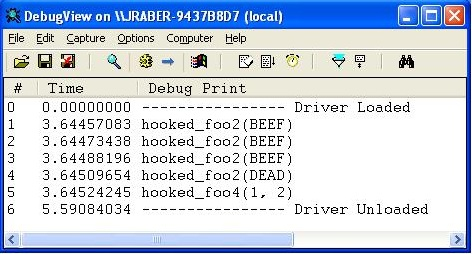 DebugView on \\JRABER-9437B8D7 (local)
File Edit Capture Options Computer Help
# Time Debug Print
0 0.00000000 ---------------- Driver Loaded
1 3.64457083 hooked_foo2(BEEF)
2 3.64473438 hooked_foo2(BEEF)
3 3.64488196 hooked_foo2(BEEF)
4 3.64509654 hooked_foo2(DEAD)
5 3.64524245 hooked_foo4(1, 2)
6 5.59084034 ---------------- Driver Unloaded